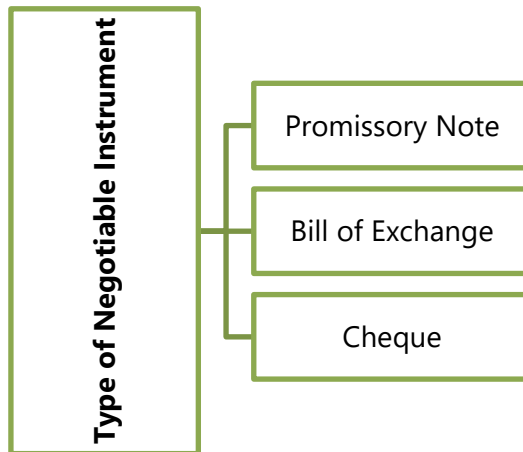 Type of Negotiable Instrument
Promissory Note
Bill of Exchange
Cheque